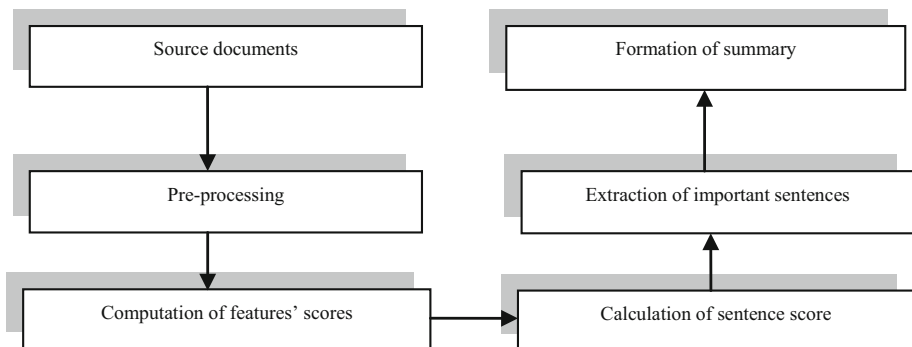 Source documents
Pre-processing
Computation of features’ scores
Calculation of sentence score
Extraction of important sentences
Formation of summary